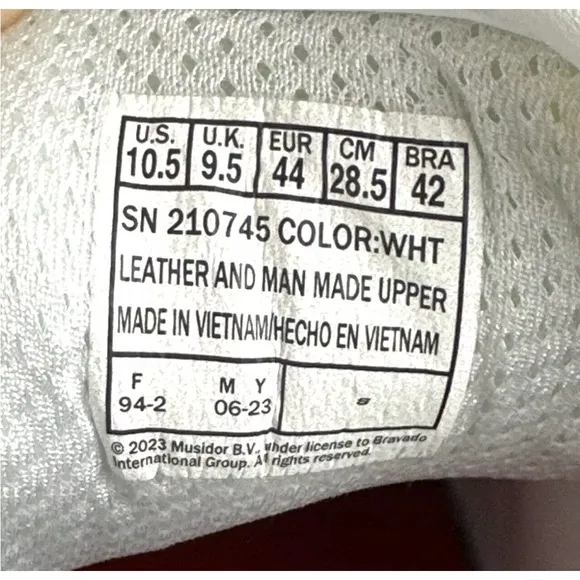 U.S. U.K. EUR CM BRA
10.5 9.5 44 28.5 42
SN 210745 COLOR:WHT
LEATHER AND MAN MADE UPPER
MADE IN VIETNAM/HECHO EN VIETNAM
F M Y
94-2 06-23
© 2023 Musidor B.V., under license to Bravado
International Group. All rights reserved.